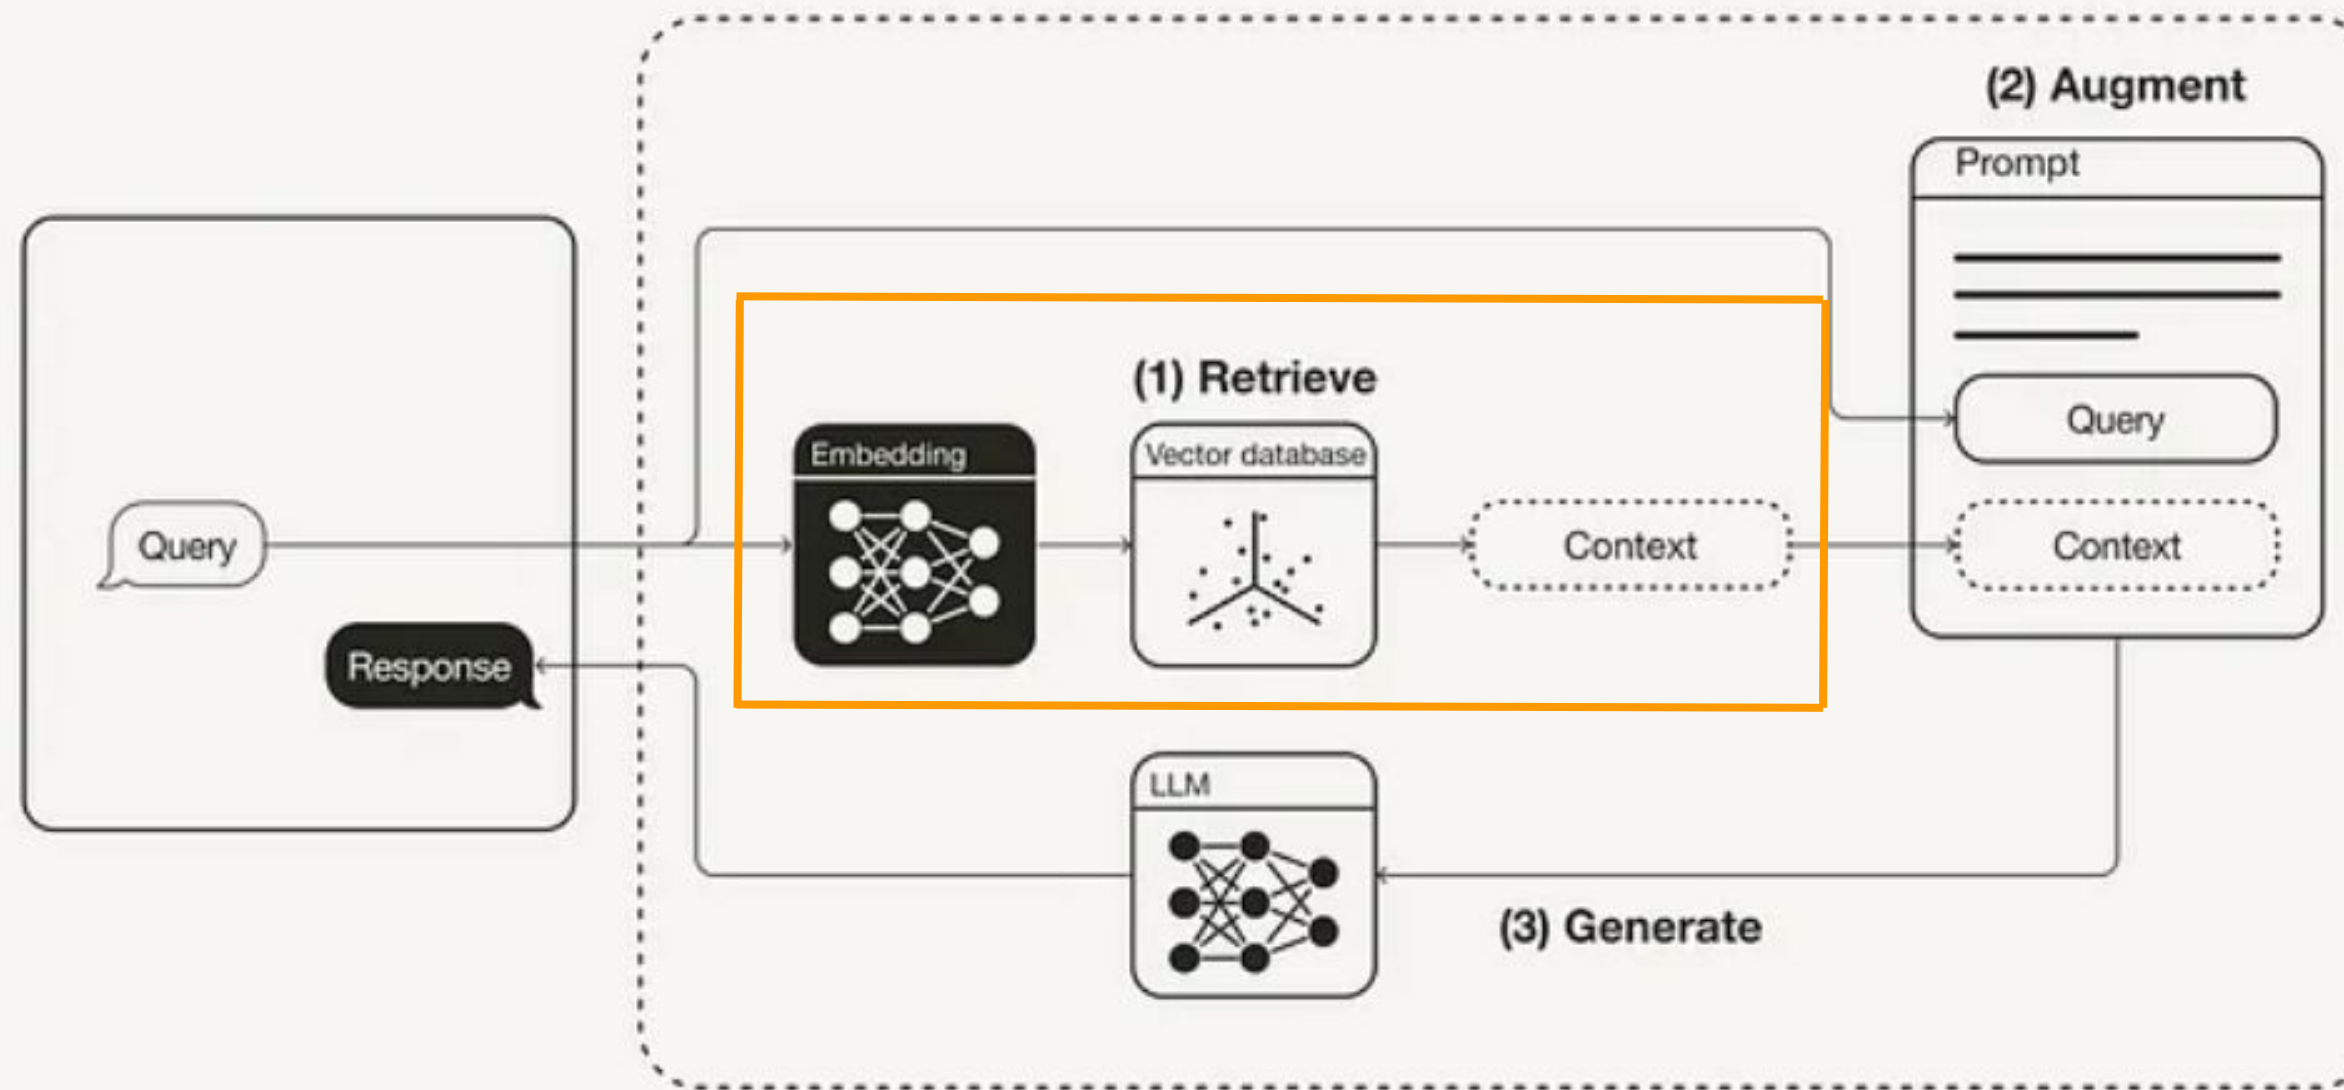 (2) Augment
Prompt
(1) Retrieve
Embedding
Vector database
Query
Query
Context
Context
Response
LLM
(3) Generate